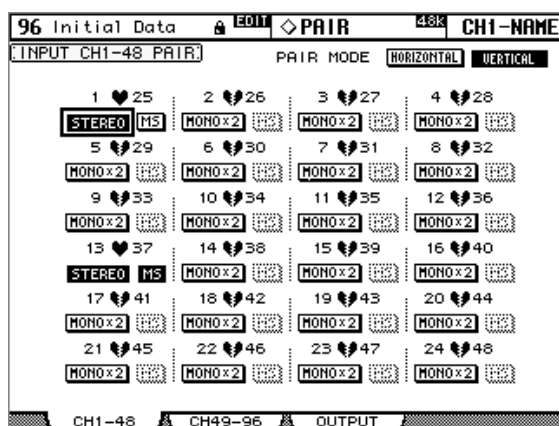 96 Initial Data EDIT ◇PAIR 48K CH1-NAME
INPUT CH1-48 PAIR. PAIR MODE HORIZONTAL VERTICAL
1 ♥ 25 2 💔 26 3 💔 27 4 💔 28
STEREO MS MONO×2 MS MONO×2 MS MONO×2 MS
5 💔 29 6 💔 30 7 💔 31 8 💔 32
MONO×2 MS MONO×2 MS MONO×2 MS MONO×2 MS
9 💔 33 10 💔 34 11 💔 35 12 💔 36
MONO×2 MS MONO×2 MS MONO×2 MS MONO×2 MS
13 ♥ 37 14 💔 38 15 💔 39 16 💔 40
STEREO MS MONO×2 MS MONO×2 MS MONO×2 MS
17 💔 41 18 💔 42 19 💔 43 20 💔 44
MONO×2 MS MONO×2 MS MONO×2 MS MONO×2 MS
21 💔 45 22 💔 46 23 💔 47 24 💔 48
MONO×2 MS MONO×2 MS MONO×2 MS MONO×2 MS
CH1-48 CH49-96 OUTPUT